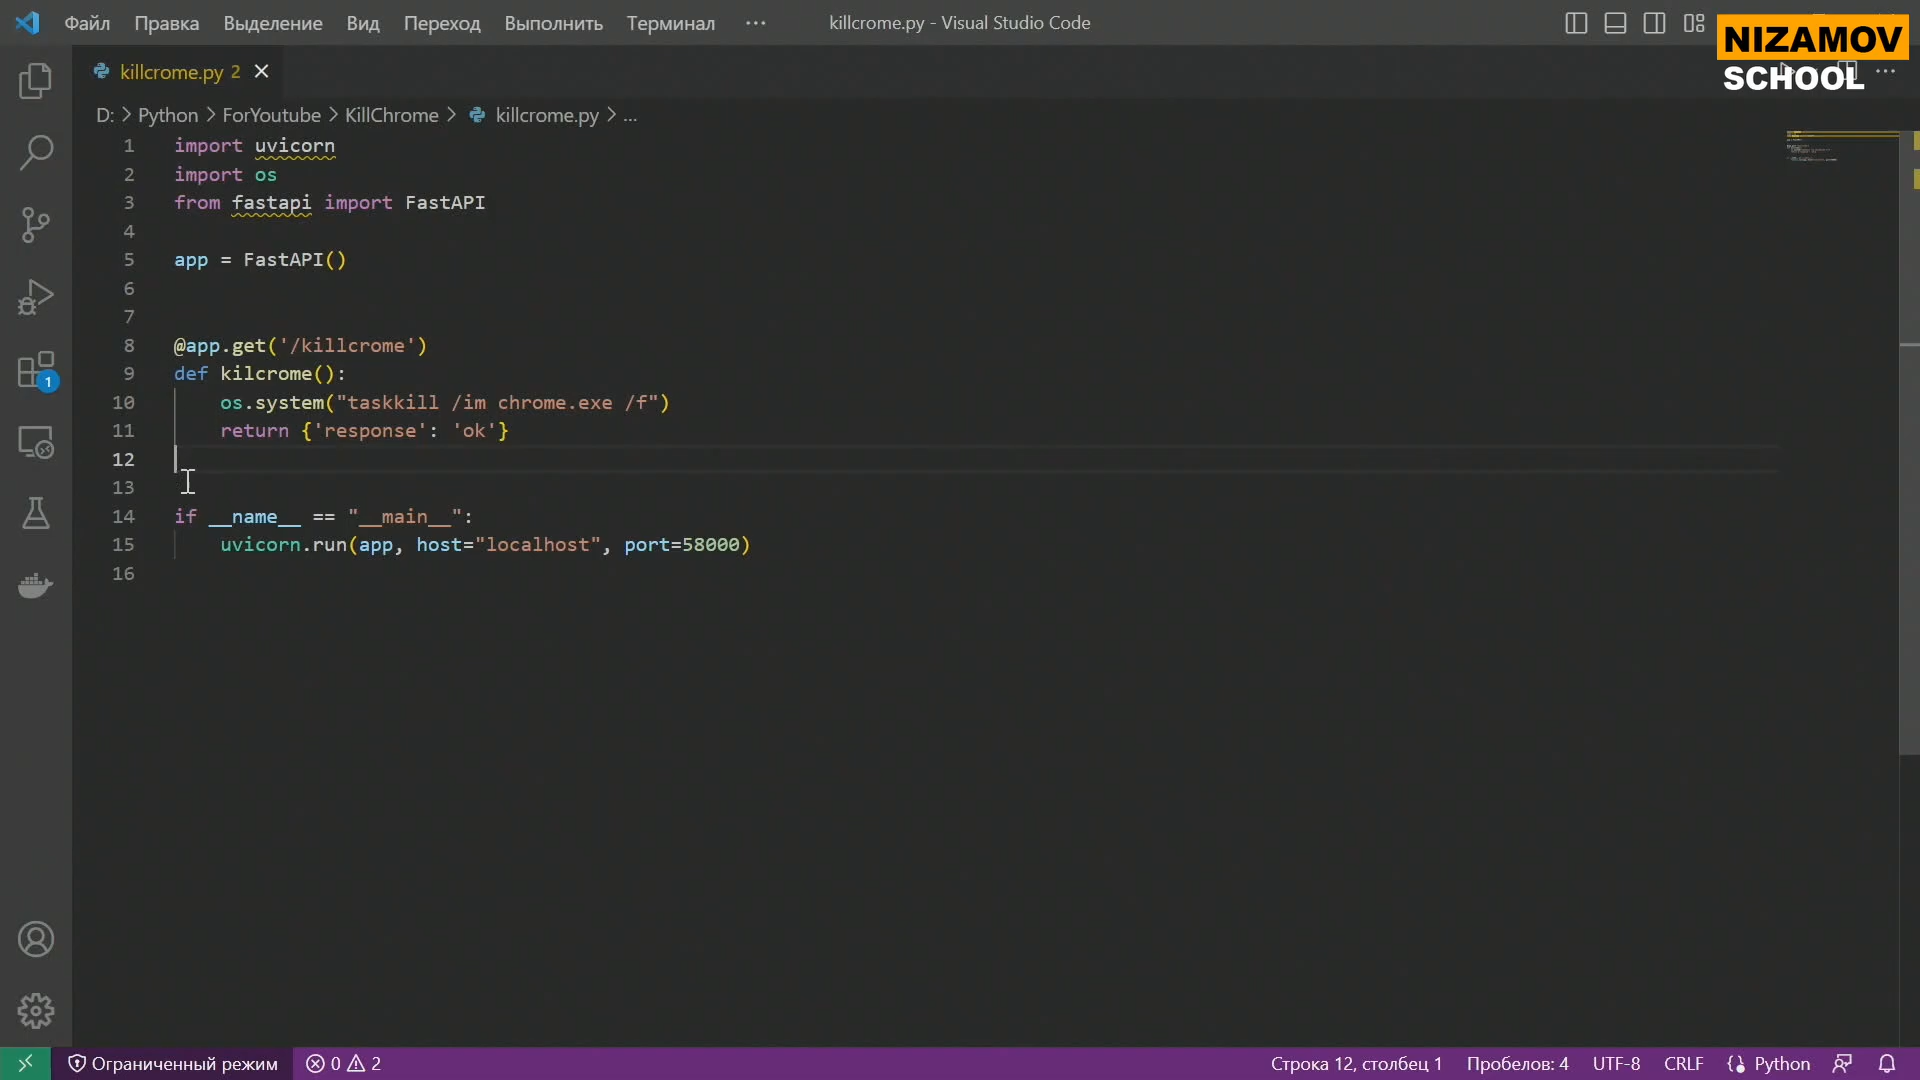 Файл Правка Выделение Вид Переход Выполнить Терминал ··· killcrome.py - Visual Studio Code
NIZAMOV
SCHOOL
killcrome.py 2
D: > Python > ForYoutube > KillChrome > killcrome.py > ...
1 import uvicorn
2 import os
3 from fastapi import FastAPI
4
5 app = FastAPI()
6
7
8 @app.get('/killcrome')
9 def kilcrome():
10 os.system("taskkill /im chrome.exe /f")
11 return {'response': 'ok'}
12
13
14 if __name__ == "__main__":
15 uvicorn.run(app, host="localhost", port=58000)
16
1
Ограниченный режим 0 2 Строка 12, столбец 1 Пробелов: 4 UTF-8 CRLF Python